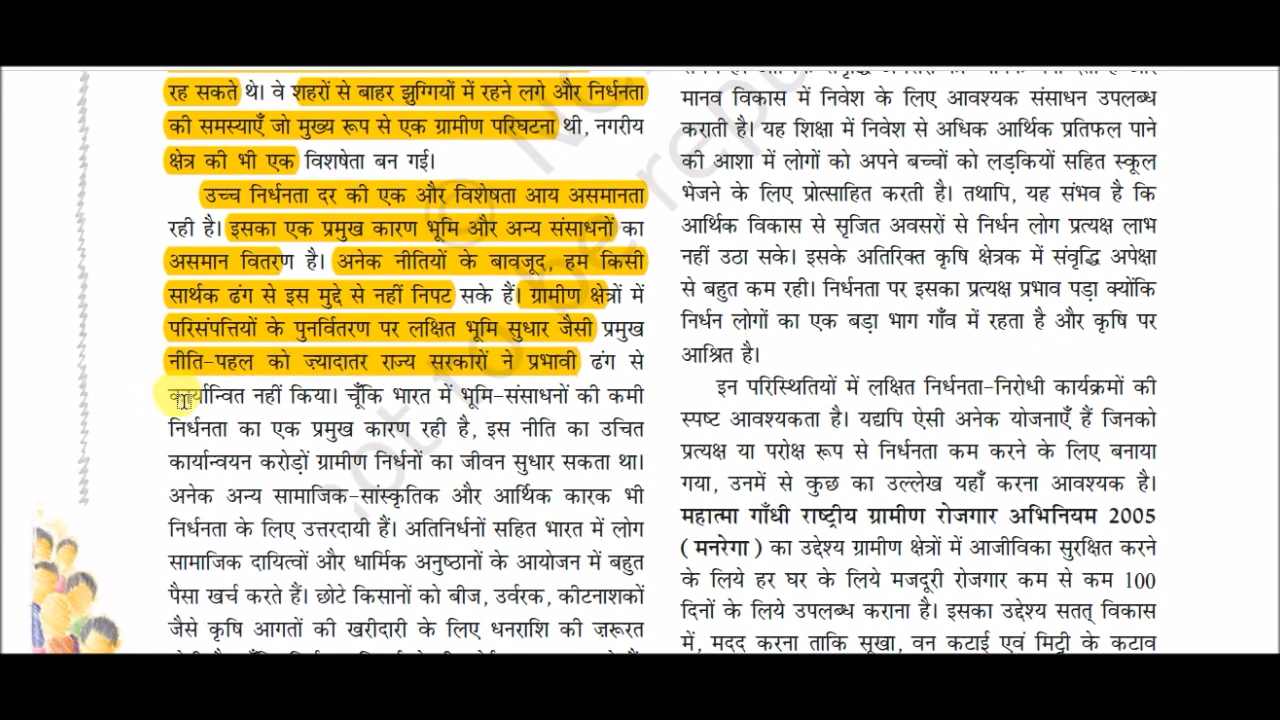 रह सकते थे। वे शहरों से बाहर झुग्गियों में रहने लगे और निर्धनता
की समस्याएँ जो मुख्य रूप से एक ग्रामीण परिघटना थी, नगरीय
क्षेत्र की भी एक विशषेता बन गई।
उच्च निर्धनता दर की एक और विशेषता आय असमानता
रही है। इसका एक प्रमुख कारण भूमि और अन्य संसाधनों का
असमान वितरण है। अनेक नीतियों के बावजूद, हम किसी
सार्थक ढंग से इस मुद्दे से नहीं निपट सके हैं। ग्रामीण क्षेत्रों में
परिसंपत्तियों के पुनर्वितरण पर लक्षित भूमि सुधार जैसी प्रमुख
नीति-पहल को ज़्यादातर राज्य सरकारों ने प्रभावी ढंग से
कार्यान्वित नहीं किया। चूँकि भारत में भूमि-संसाधनों की कमी
निर्धनता का एक प्रमुख कारण रही है, इस नीति का उचित
कार्यान्वयन करोड़ों ग्रामीण निर्धनों का जीवन सुधार सकता था।
अनेक अन्य सामाजिक-सांस्कृतिक और आर्थिक कारक भी
निर्धनता के लिए उत्तरदायी हैं। अतिनिर्धनों सहित भारत में लोग
सामाजिक दायित्वों और धार्मिक अनुष्ठानों के आयोजन में बहुत
पैसा खर्च करते हैं। छोटे किसानों को बीज, उर्वरक, कीटनाशकों
जैसे कृषि आगतों की खरीदारी के लिए धनराशि की ज़रूरत
मानव विकास में निवेश के लिए आवश्यक संसाधन उपलब्ध
कराती है। यह शिक्षा में निवेश से अधिक आर्थिक प्रतिफल पाने
की आशा में लोगों को अपने बच्चों को लड़कियों सहित स्कूल
भेजने के लिए प्रोत्साहित करती है। तथापि, यह संभव है कि
आर्थिक विकास से सृजित अवसरों से निर्धन लोग प्रत्यक्ष लाभ
नहीं उठा सके। इसके अतिरिक्त कृषि क्षेत्रक में संवृद्धि अपेक्षा
से बहुत कम रही। निर्धनता पर इसका प्रत्यक्ष प्रभाव पड़ा क्योंकि
निर्धन लोगों का एक बड़ा भाग गाँव में रहता है और कृषि पर
आश्रित है।
इन परिस्थितियों में लक्षित निर्धनता-निरोधी कार्यक्रमों की
स्पष्ट आवश्यकता है। यद्यपि ऐसी अनेक योजनाएँ हैं जिनको
प्रत्यक्ष या परोक्ष रूप से निर्धनता कम करने के लिए बनाया
गया, उनमें से कुछ का उल्लेख यहाँ करना आवश्यक है।
महात्मा गाँधी राष्ट्रीय ग्रामीण रोजगार अभिनियम 2005
( मनरेगा ) का उद्देश्य ग्रामीण क्षेत्रों में आजीविका सुरक्षित करने
के लिये हर घर के लिये मजदूरी रोजगार कम से कम 100
दिनों के लिये उपलब्ध कराना है। इसका उद्देश्य सतत् विकास
में, मदद करना ताकि सूखा, वन कटाई एवं मिट्टी के कटाव
not to be repu